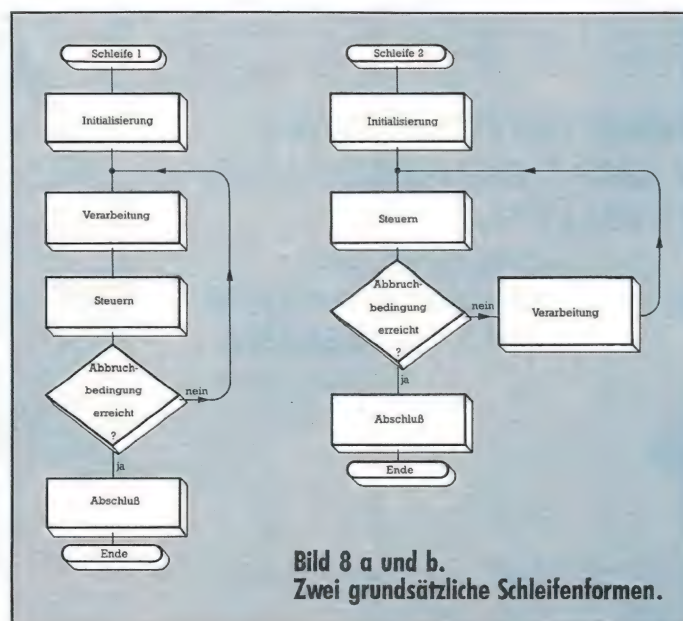 Schleife 1
Initialisierung
Verarbeitung
Steuern
Abbruch-
bedingung
erreicht
?
nein
ja
Abschluß
Ende
Schleife 2
Initialisierung
Steuern
Abbruch-
bedingung
erreicht
?
nein
Verarbeitung
ja
Abschluß
Ende
Bild 8 a und b.
Zwei grundsätzliche Schleifenformen.